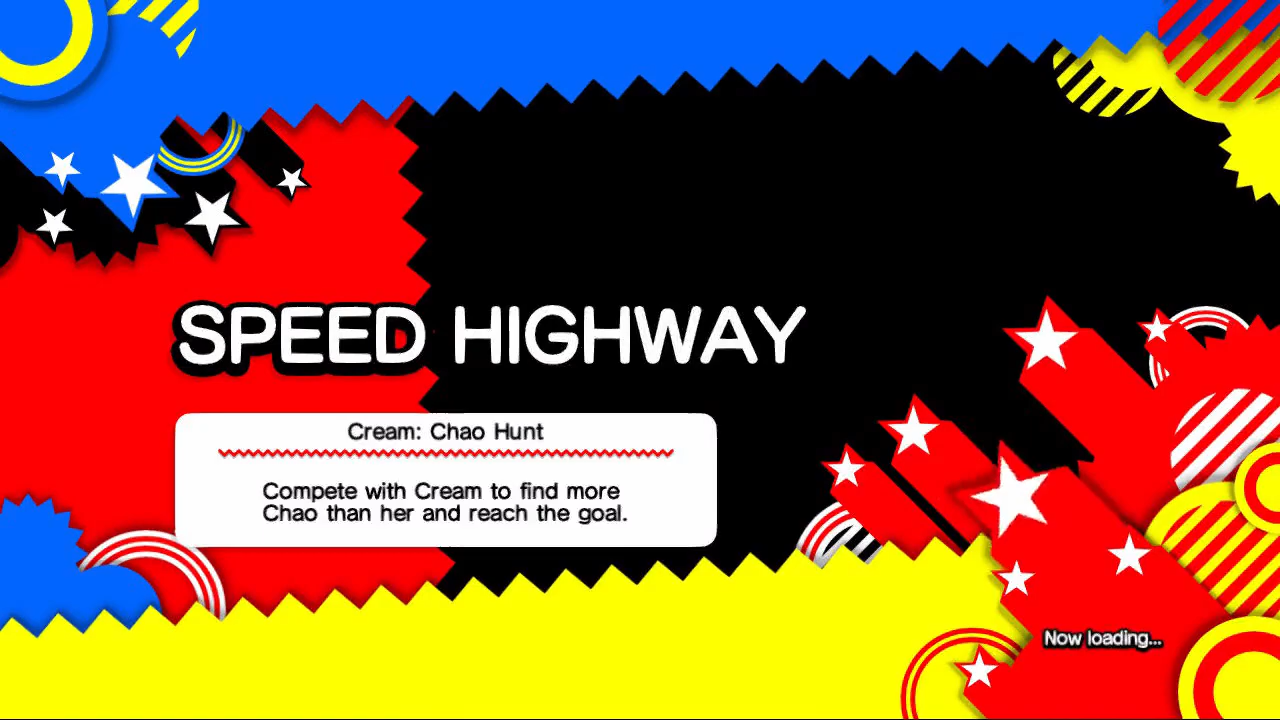 SPEED HIGHWAY
Cream: Chao Hunt
Compete with Cream to find more
Chao than her and reach the goal.
Now loading...